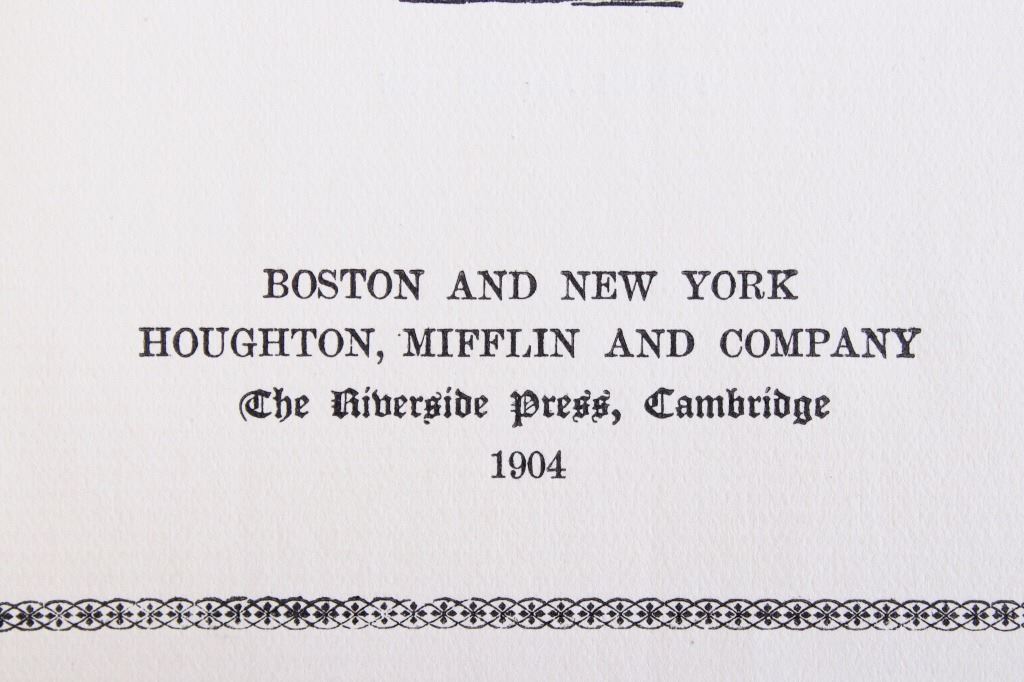 BOSTON AND NEW YORK
HOUGHTON, MIFFLIN AND COMPANY
The Riverside Press, Cambridge
1904